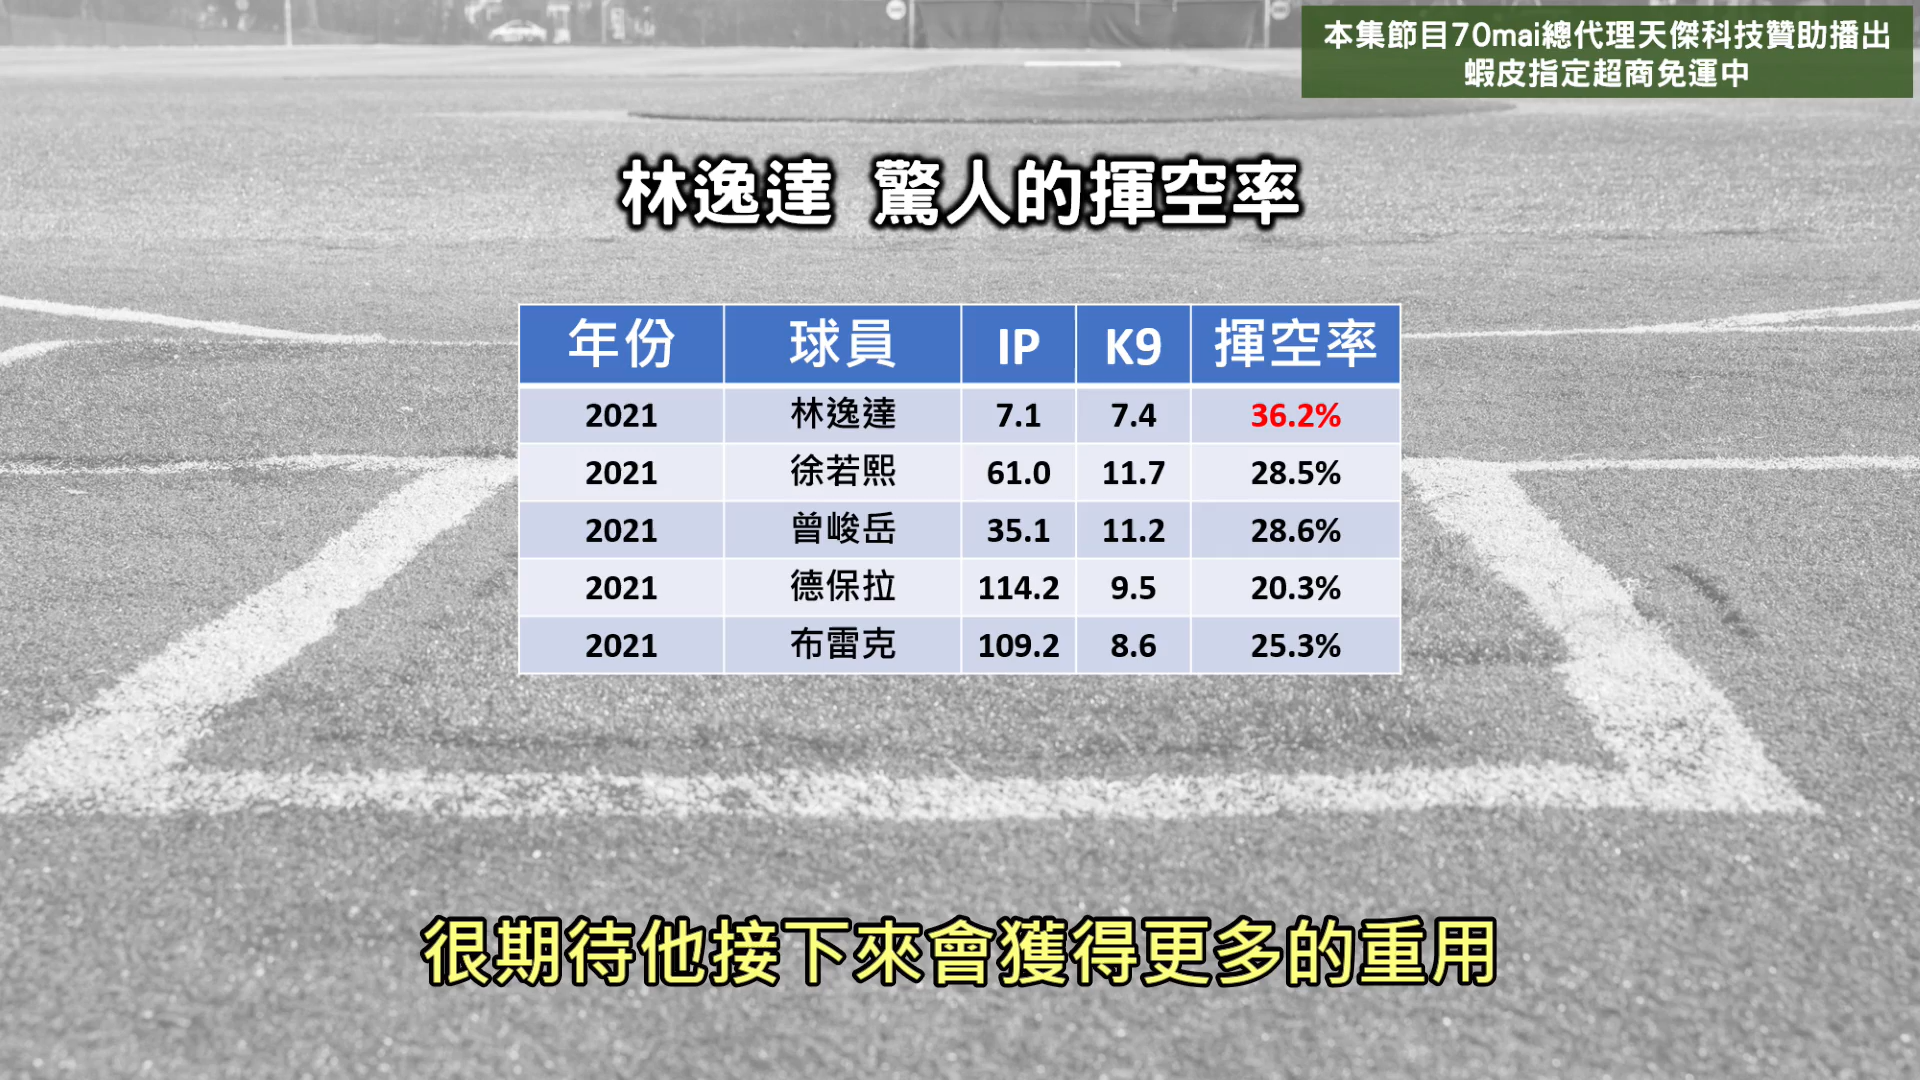 本集節目70mai總代理天傑科技贊助播出
蝦皮指定超商免運中
林逸達 驚人的揮空率
年份 球員 IP K9 揮空率
2021 林逸達 7.1 7.4 36.2%
2021 徐若熙 61.0 11.7 28.5%
2021 曾峻岳 35.1 11.2 28.6%
2021 德保拉 114.2 9.5 20.3%
2021 布雷克 109.2 8.6 25.3%
很期待他接下來會獲得更多的重用